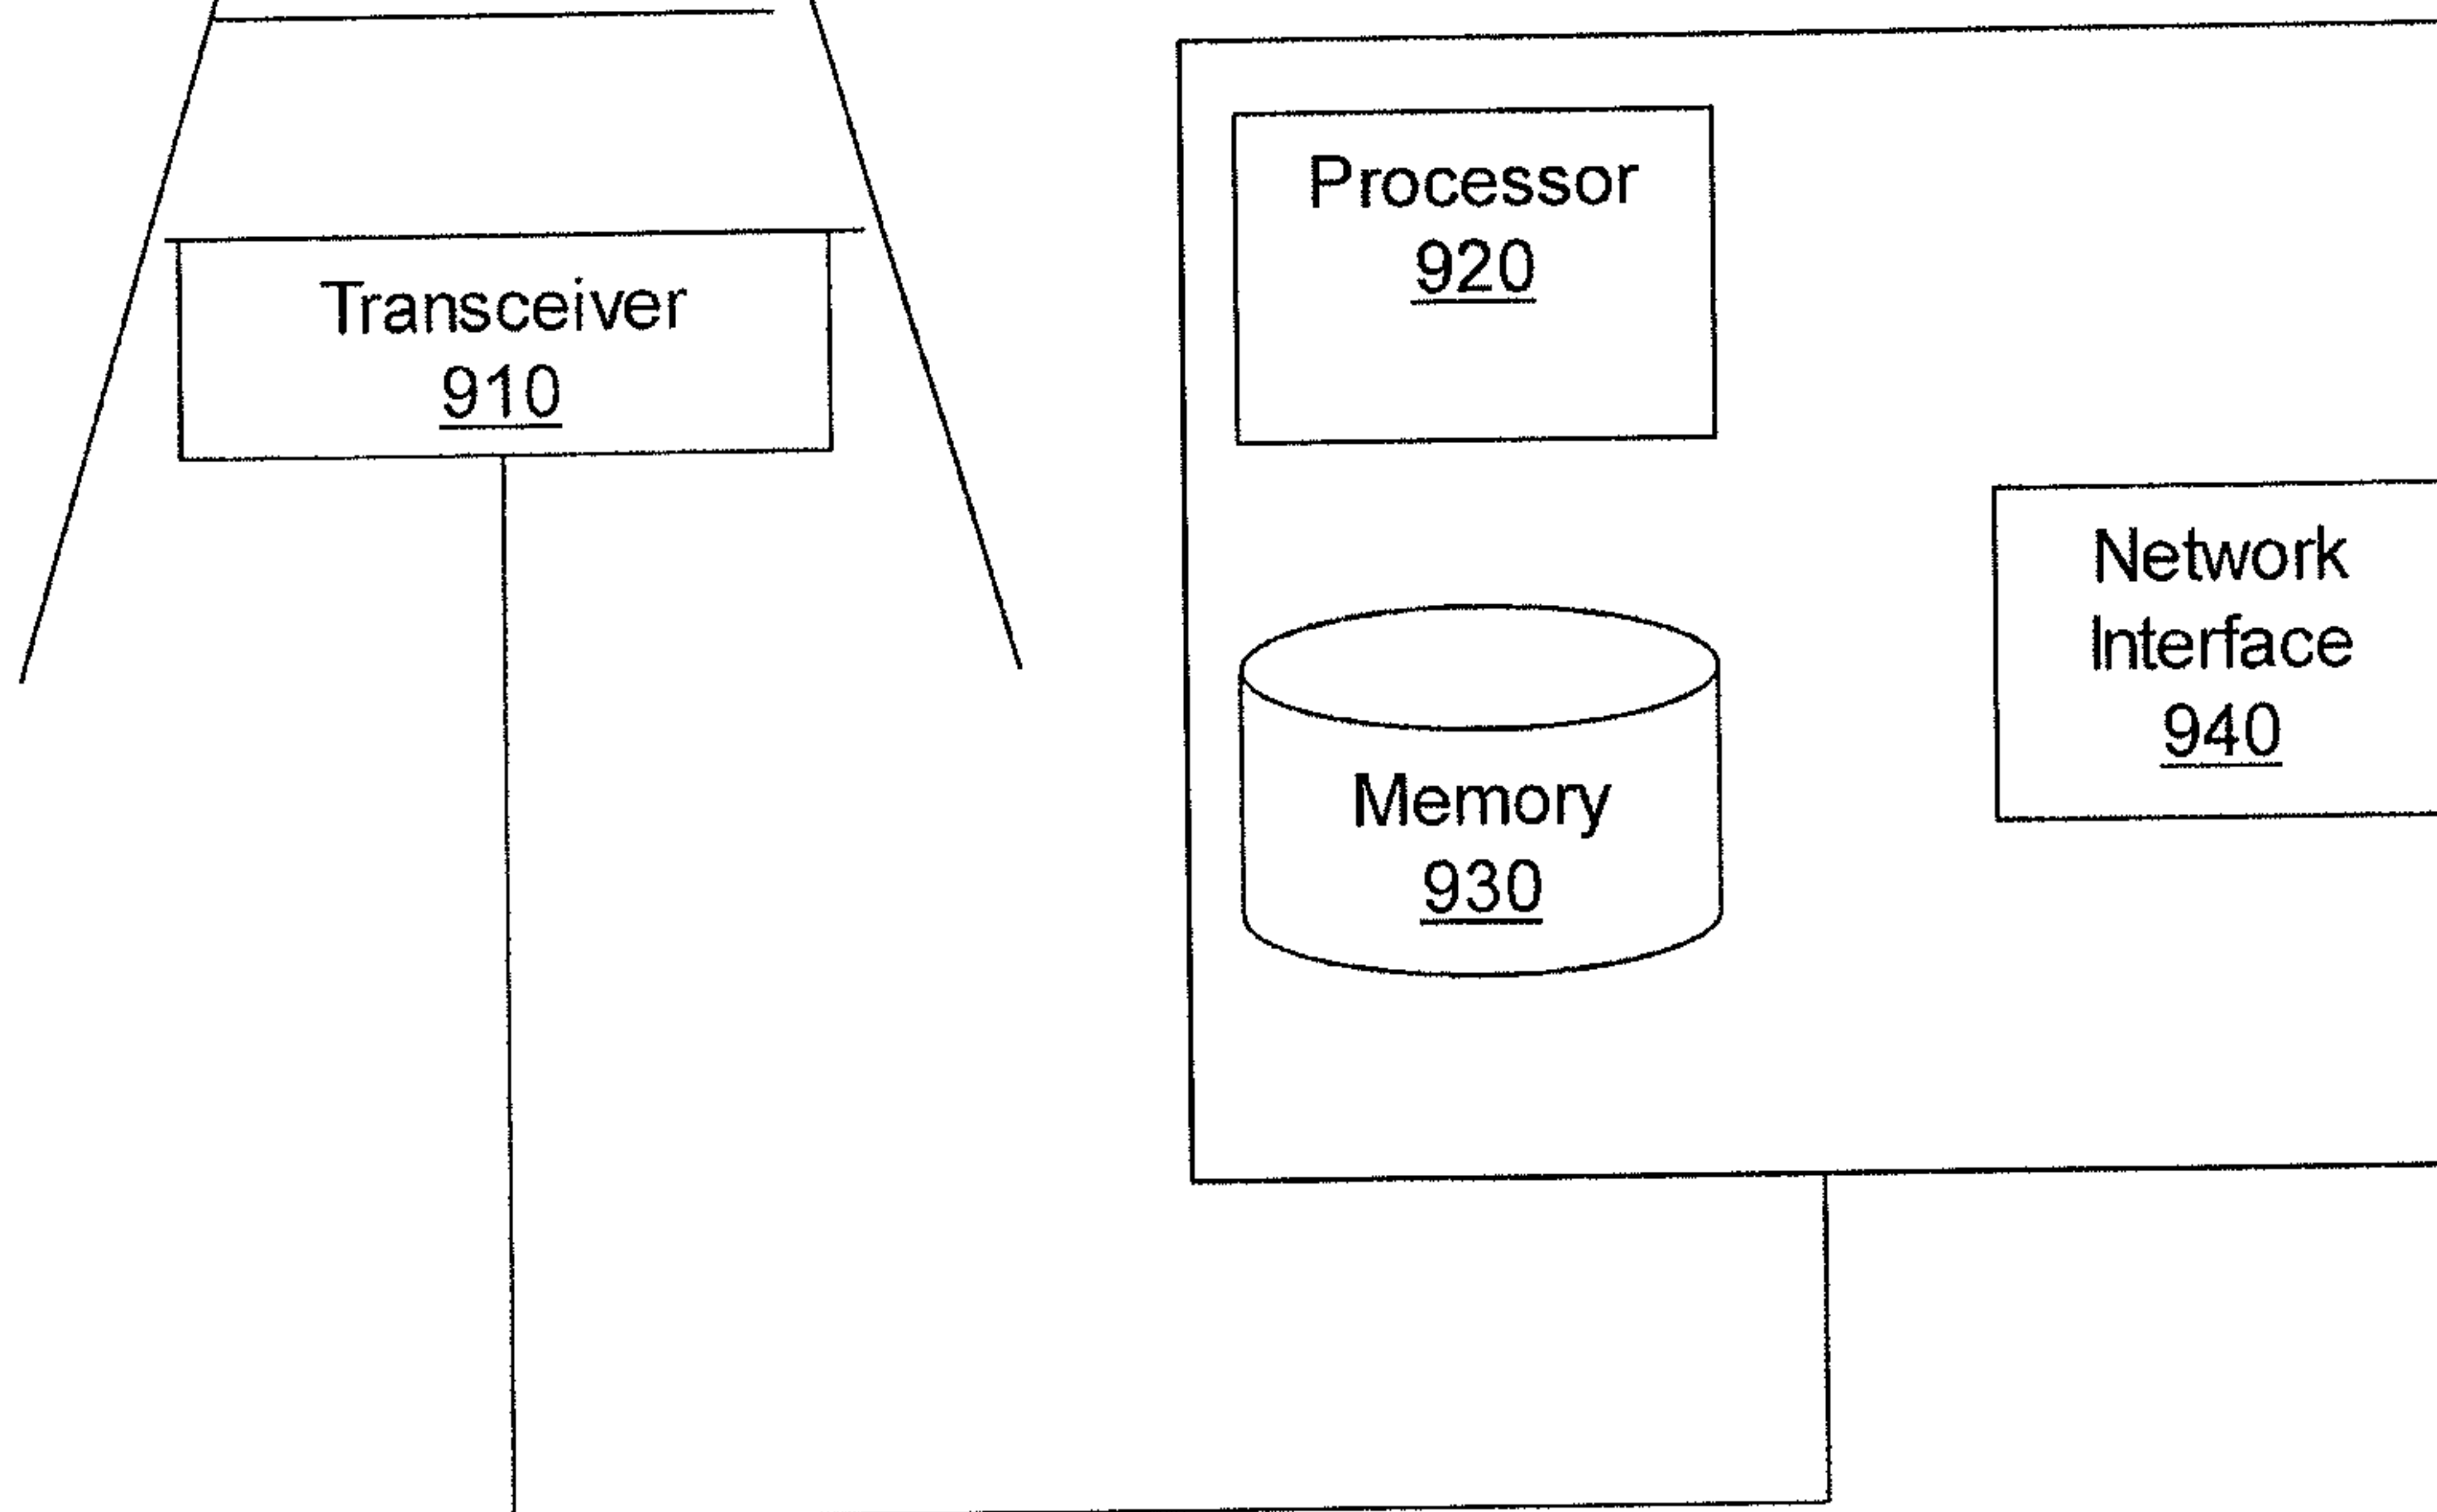 Transceiver
910
Processor
920
Memory
930
Network
Interface
940